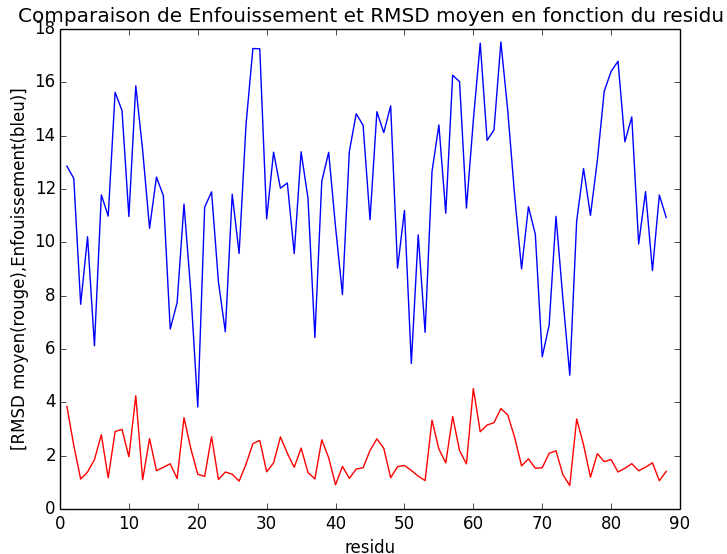 Comparaison de Enfouissement et RMSD moyen en fonction du residu
[RMSD moyen(rouge),Enfouissement(bleu)]
18
16
14
12
10
8
6
4
2
0
0 10 20 30 40 50 60 70 80 90
residu